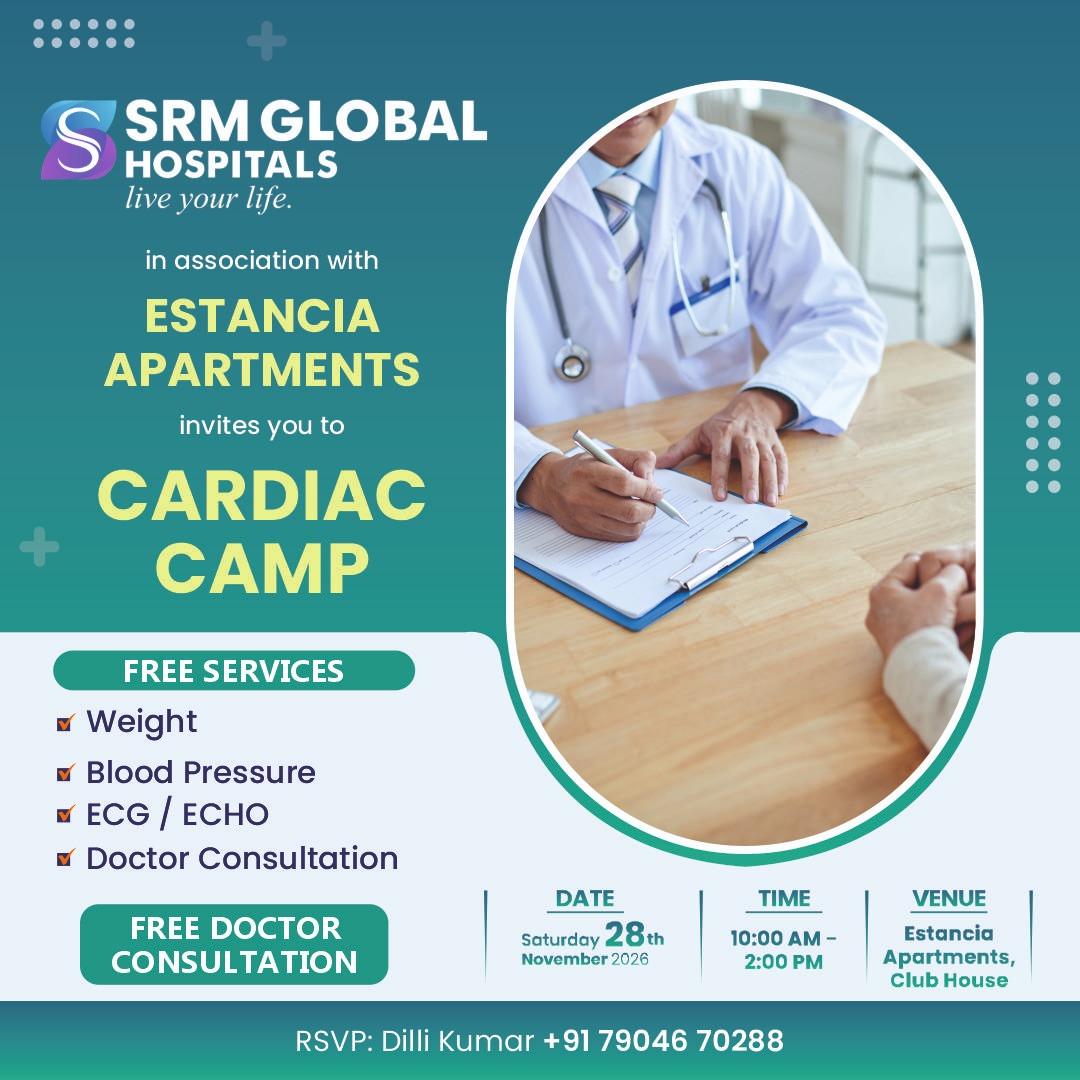 SRM GLOBAL
HOSPITALS
live your life.
in association with
ESTANCIA
APARTMENTS
invites you to
CARDIAC
CAMP
FREE SERVICES
Weight
Blood Pressure
ECG / ECHO
Doctor Consultation
FREE DOCTOR
CONSULTATION
DATE
Saturday 28th
November 2026
TIME
10:00 AM –
2:00 PM
VENUE
Estancia
Apartments,
Club House
RSVP: Dilli Kumar +91 79046 70288